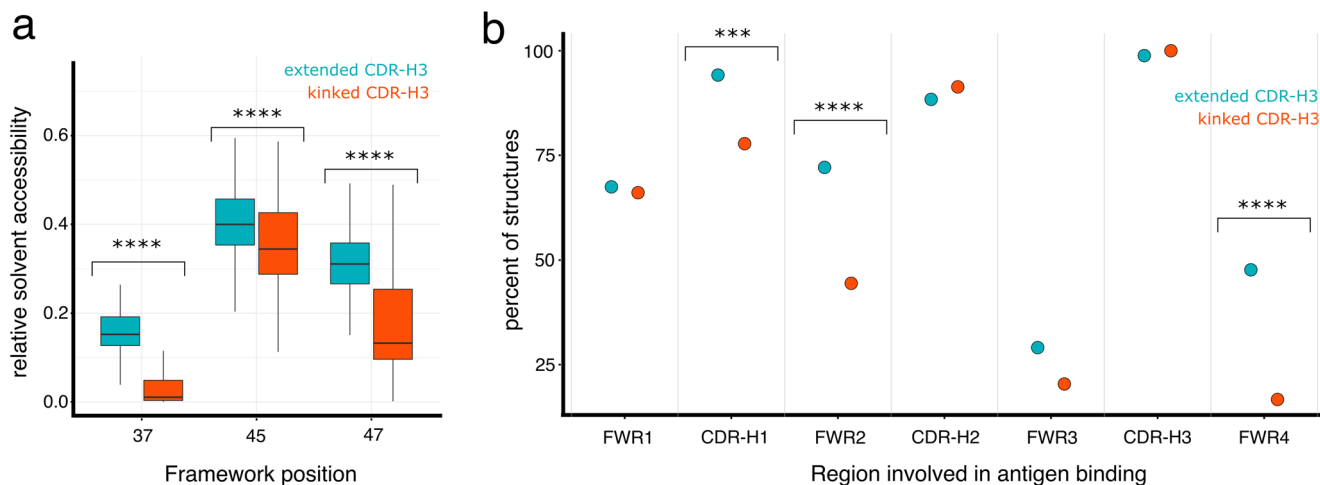 a
extended CDR-H3
kinked CDR-H3
****
****
****
relative solvent accessibility
0.6
0.4
0.2
0.0
37
45
47
Framework position
b
***
****
****
extended CDR-H3
kinked CDR-H3
percent of structures
100
75
50
25
FWR1
CDR-H1
FWR2
CDR-H2
FWR3
CDR-H3
FWR4
Region involved in antigen binding